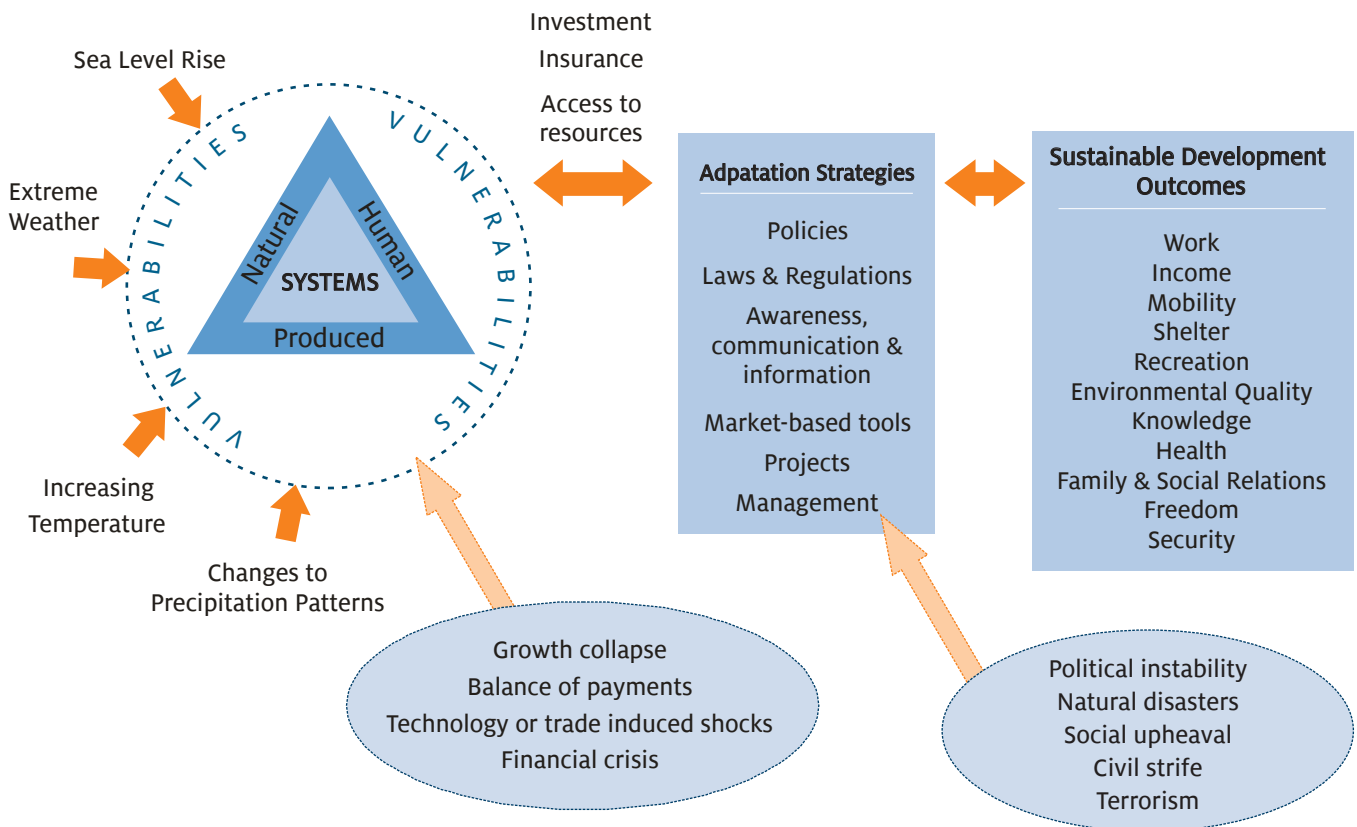 Investment
Insurance
Access to
resources
Sea Level Rise
Extreme
Weather
Increasing
Temperature
Changes to
Precipitation Patterns
VULNERABILITIES
VULNERABILITIES
Natural
Human
SYSTEMS
Produced
Adpatation Strategies
Policies
Laws & Regulations
Awareness,
communication &
information
Market-based tools
Projects
Management
Sustainable Development
Outcomes
Work
Income
Mobility
Shelter
Recreation
Environmental Quality
Knowledge
Health
Family & Social Relations
Freedom
Security
Growth collapse
Balance of payments
Technology or trade induced shocks
Financial crisis
Political instability
Natural disasters
Social upheaval
Civil strife
Terrorism